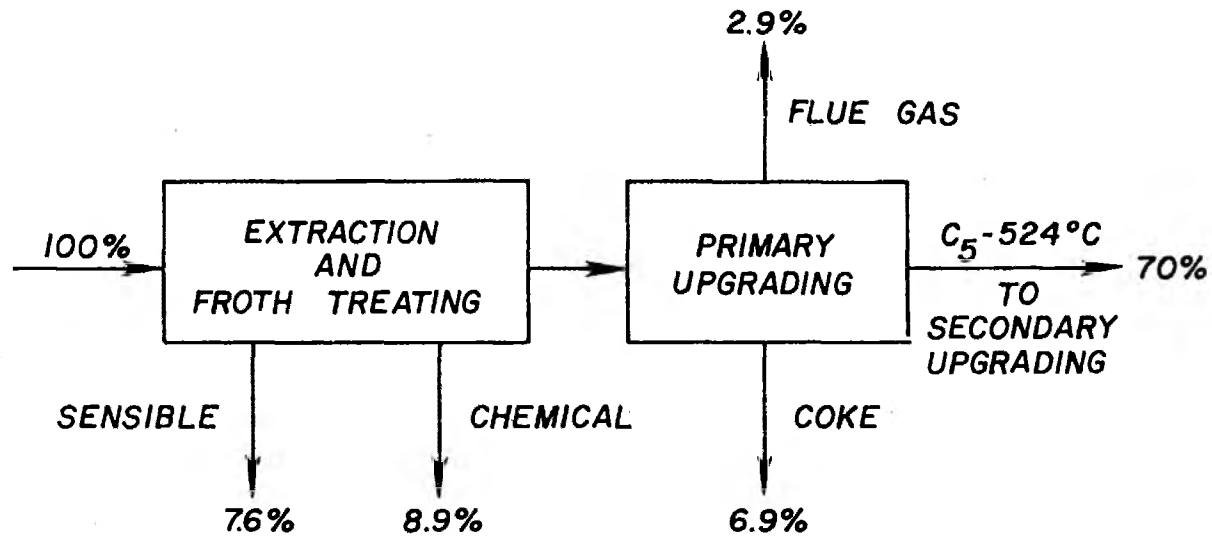 2.9%
FLUE GAS
100%
EXTRACTION
AND
FROTH TREATING
PRIMARY
UPGRADING
C5-524°C
70%
TO
SECONDARY
UPGRADING
SENSIBLE
CHEMICAL
COKE
7.6%
8.9%
6.9%